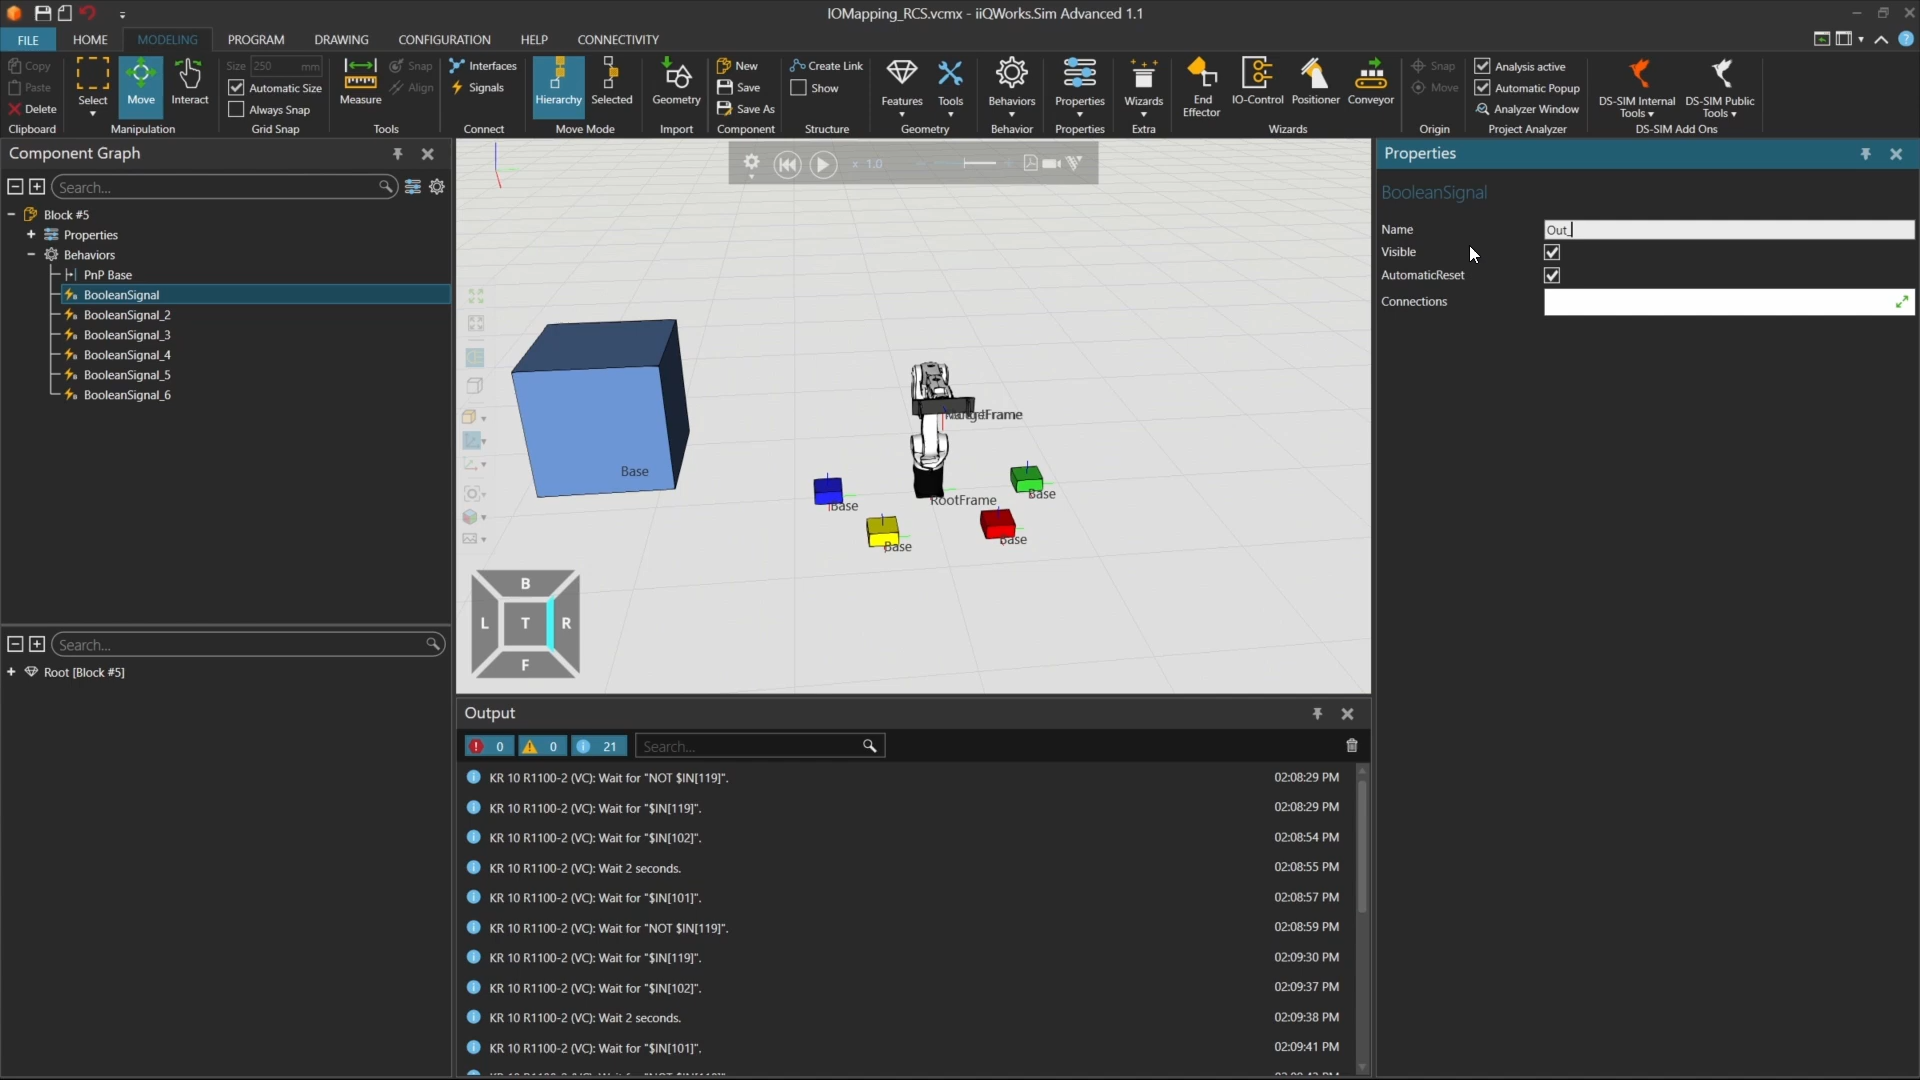 IOMapping_RCS.vcmx - iiQWorks.Sim Advanced 1.1
FILE HOME MODELING PROGRAM DRAWING CONFIGURATION HELP CONNECTIVITY
Copy
Paste
Delete
Clipboard
Select
Move
Interact
Manipulation
Size 250 mm
Automatic Size
Always Snap
Grid Snap
Measure
Snap
Align
Tools
Interfaces
Signals
Connect
Hierarchy
Selected
Move Mode
Geometry
Import
New
Save
Save As
Component
Create Link
Show
Structure
Features
Tools
Geometry
Behaviors
Behavior
Properties
Properties
Wizards
Extra
End
Effector
IO-Control
Positioner
Conveyor
Wizards
Snap
Move
Origin
Analysis active
Automatic Popup
Analyzer Window
Project Analyzer
DS-SIM Internal
Tools
DS-SIM Public
Tools
DS-SIM Add Ons
Component Graph
Search...
Block #5
Properties
Behaviors
PnP Base
BooleanSignal
BooleanSignal_2
BooleanSignal_3
BooleanSignal_4
BooleanSignal_5
BooleanSignal_6
Search...
Root [Block #5]
x 1.0
Base
Base
Base
RootFrame
Base
Base
B
L T R
F
Output
0 0 21 Search...
KR 10 R1100-2 (VC): Wait for "NOT $IN[119]". 02:08:29 PM
KR 10 R1100-2 (VC): Wait for "$IN[119]". 02:08:29 PM
KR 10 R1100-2 (VC): Wait for "$IN[102]". 02:08:54 PM
KR 10 R1100-2 (VC): Wait 2 seconds. 02:08:55 PM
KR 10 R1100-2 (VC): Wait for "$IN[101]". 02:08:57 PM
KR 10 R1100-2 (VC): Wait for "NOT $IN[119]". 02:08:59 PM
KR 10 R1100-2 (VC): Wait for "$IN[119]". 02:09:30 PM
KR 10 R1100-2 (VC): Wait for "$IN[102]". 02:09:37 PM
KR 10 R1100-2 (VC): Wait 2 seconds. 02:09:38 PM
KR 10 R1100-2 (VC): Wait for "$IN[101]". 02:09:41 PM
Properties
BooleanSignal
Name Out_
Visible
AutomaticReset
Connections